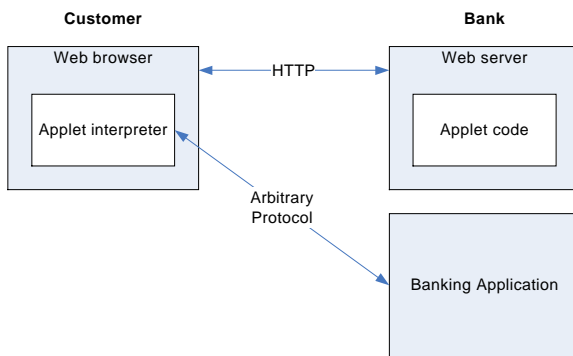 Customer
Bank
Web browser
HTTP
Web server
Applet interpreter
Applet code
Arbitrary
Protocol
Banking Application